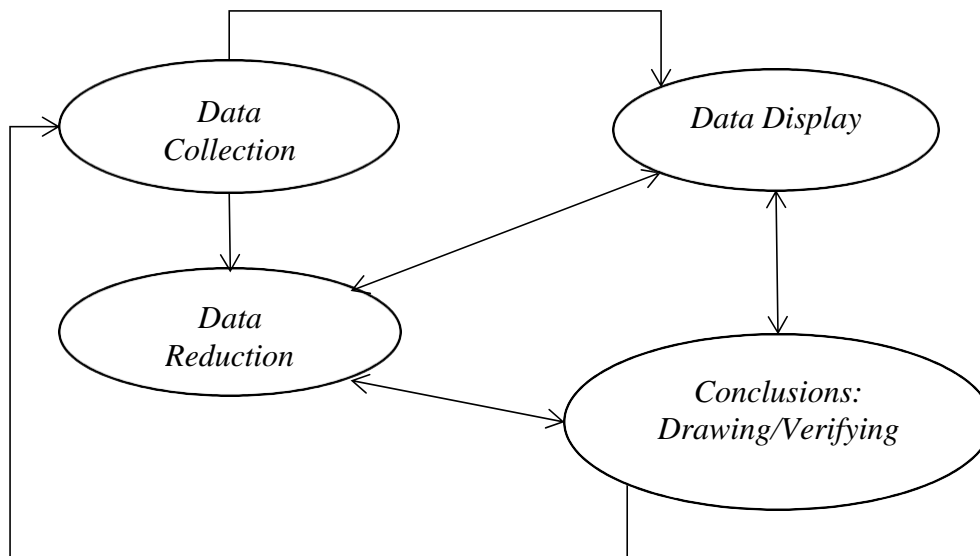 Data
Collection
Data Display
Data
Reduction
Conclusions:
Drawing/Verifying